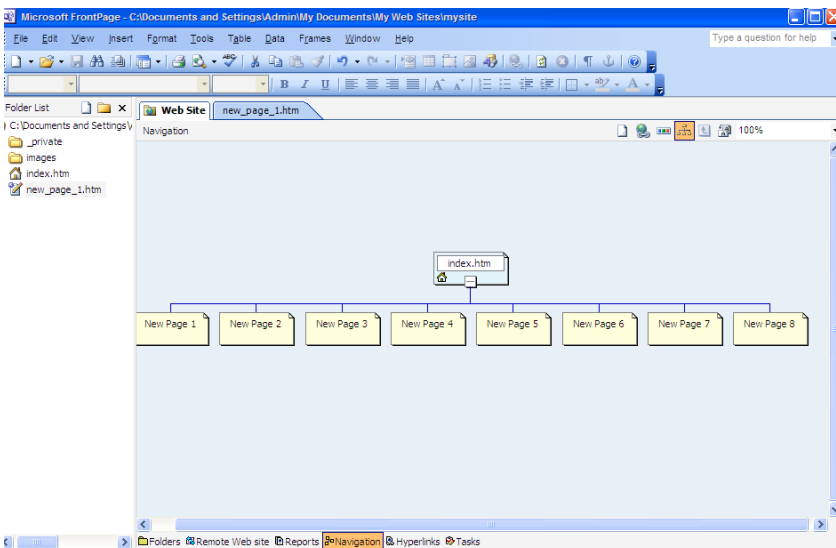 Microsoft FrontPage - C:\Documents and Settings\Admin\My Documents\My Web Sites\mysite
File Edit View Insert Format Tools Table Data Frames Window Help Type a question for help
B I U
Folder List Web Site new_page_1.htm
C:\Documents and Settings\ Navigation 100%
_private
images
index.htm
new_page_1.htm
index.htm
New Page 1 New Page 2 New Page 3 New Page 4 New Page 5 New Page 6 New Page 7 New Page 8
Folders Remote Web site Reports Navigation Hyperlinks Tasks